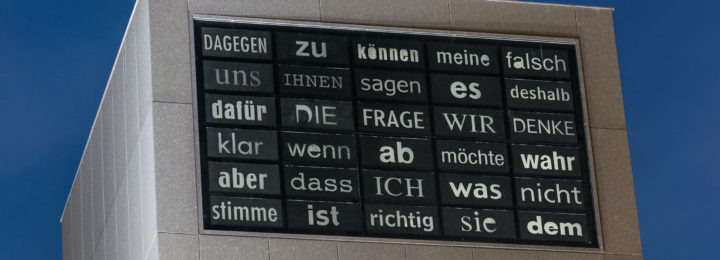 DAGEGEN zu können meine falsch
uns IHNEN sagen es deshalb
dafür DIE FRAGE WIR DENKE
klar wenn ab möchte wahr
aber dass ICH was nicht
stimme ist richtig sie dem